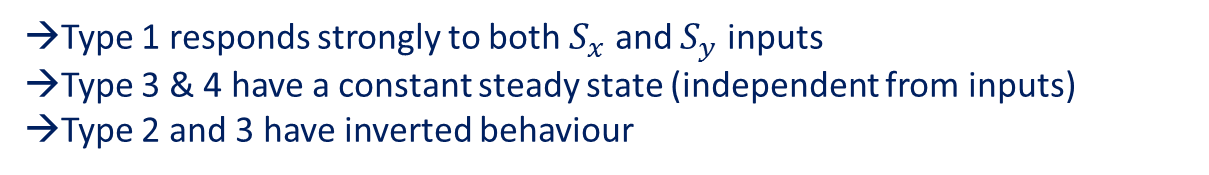 →Type 1 responds strongly to both Sₓ and Sᵧ inputs
→Type 3 & 4 have a constant steady state (independent from inputs)
→Type 2 and 3 have inverted behaviour